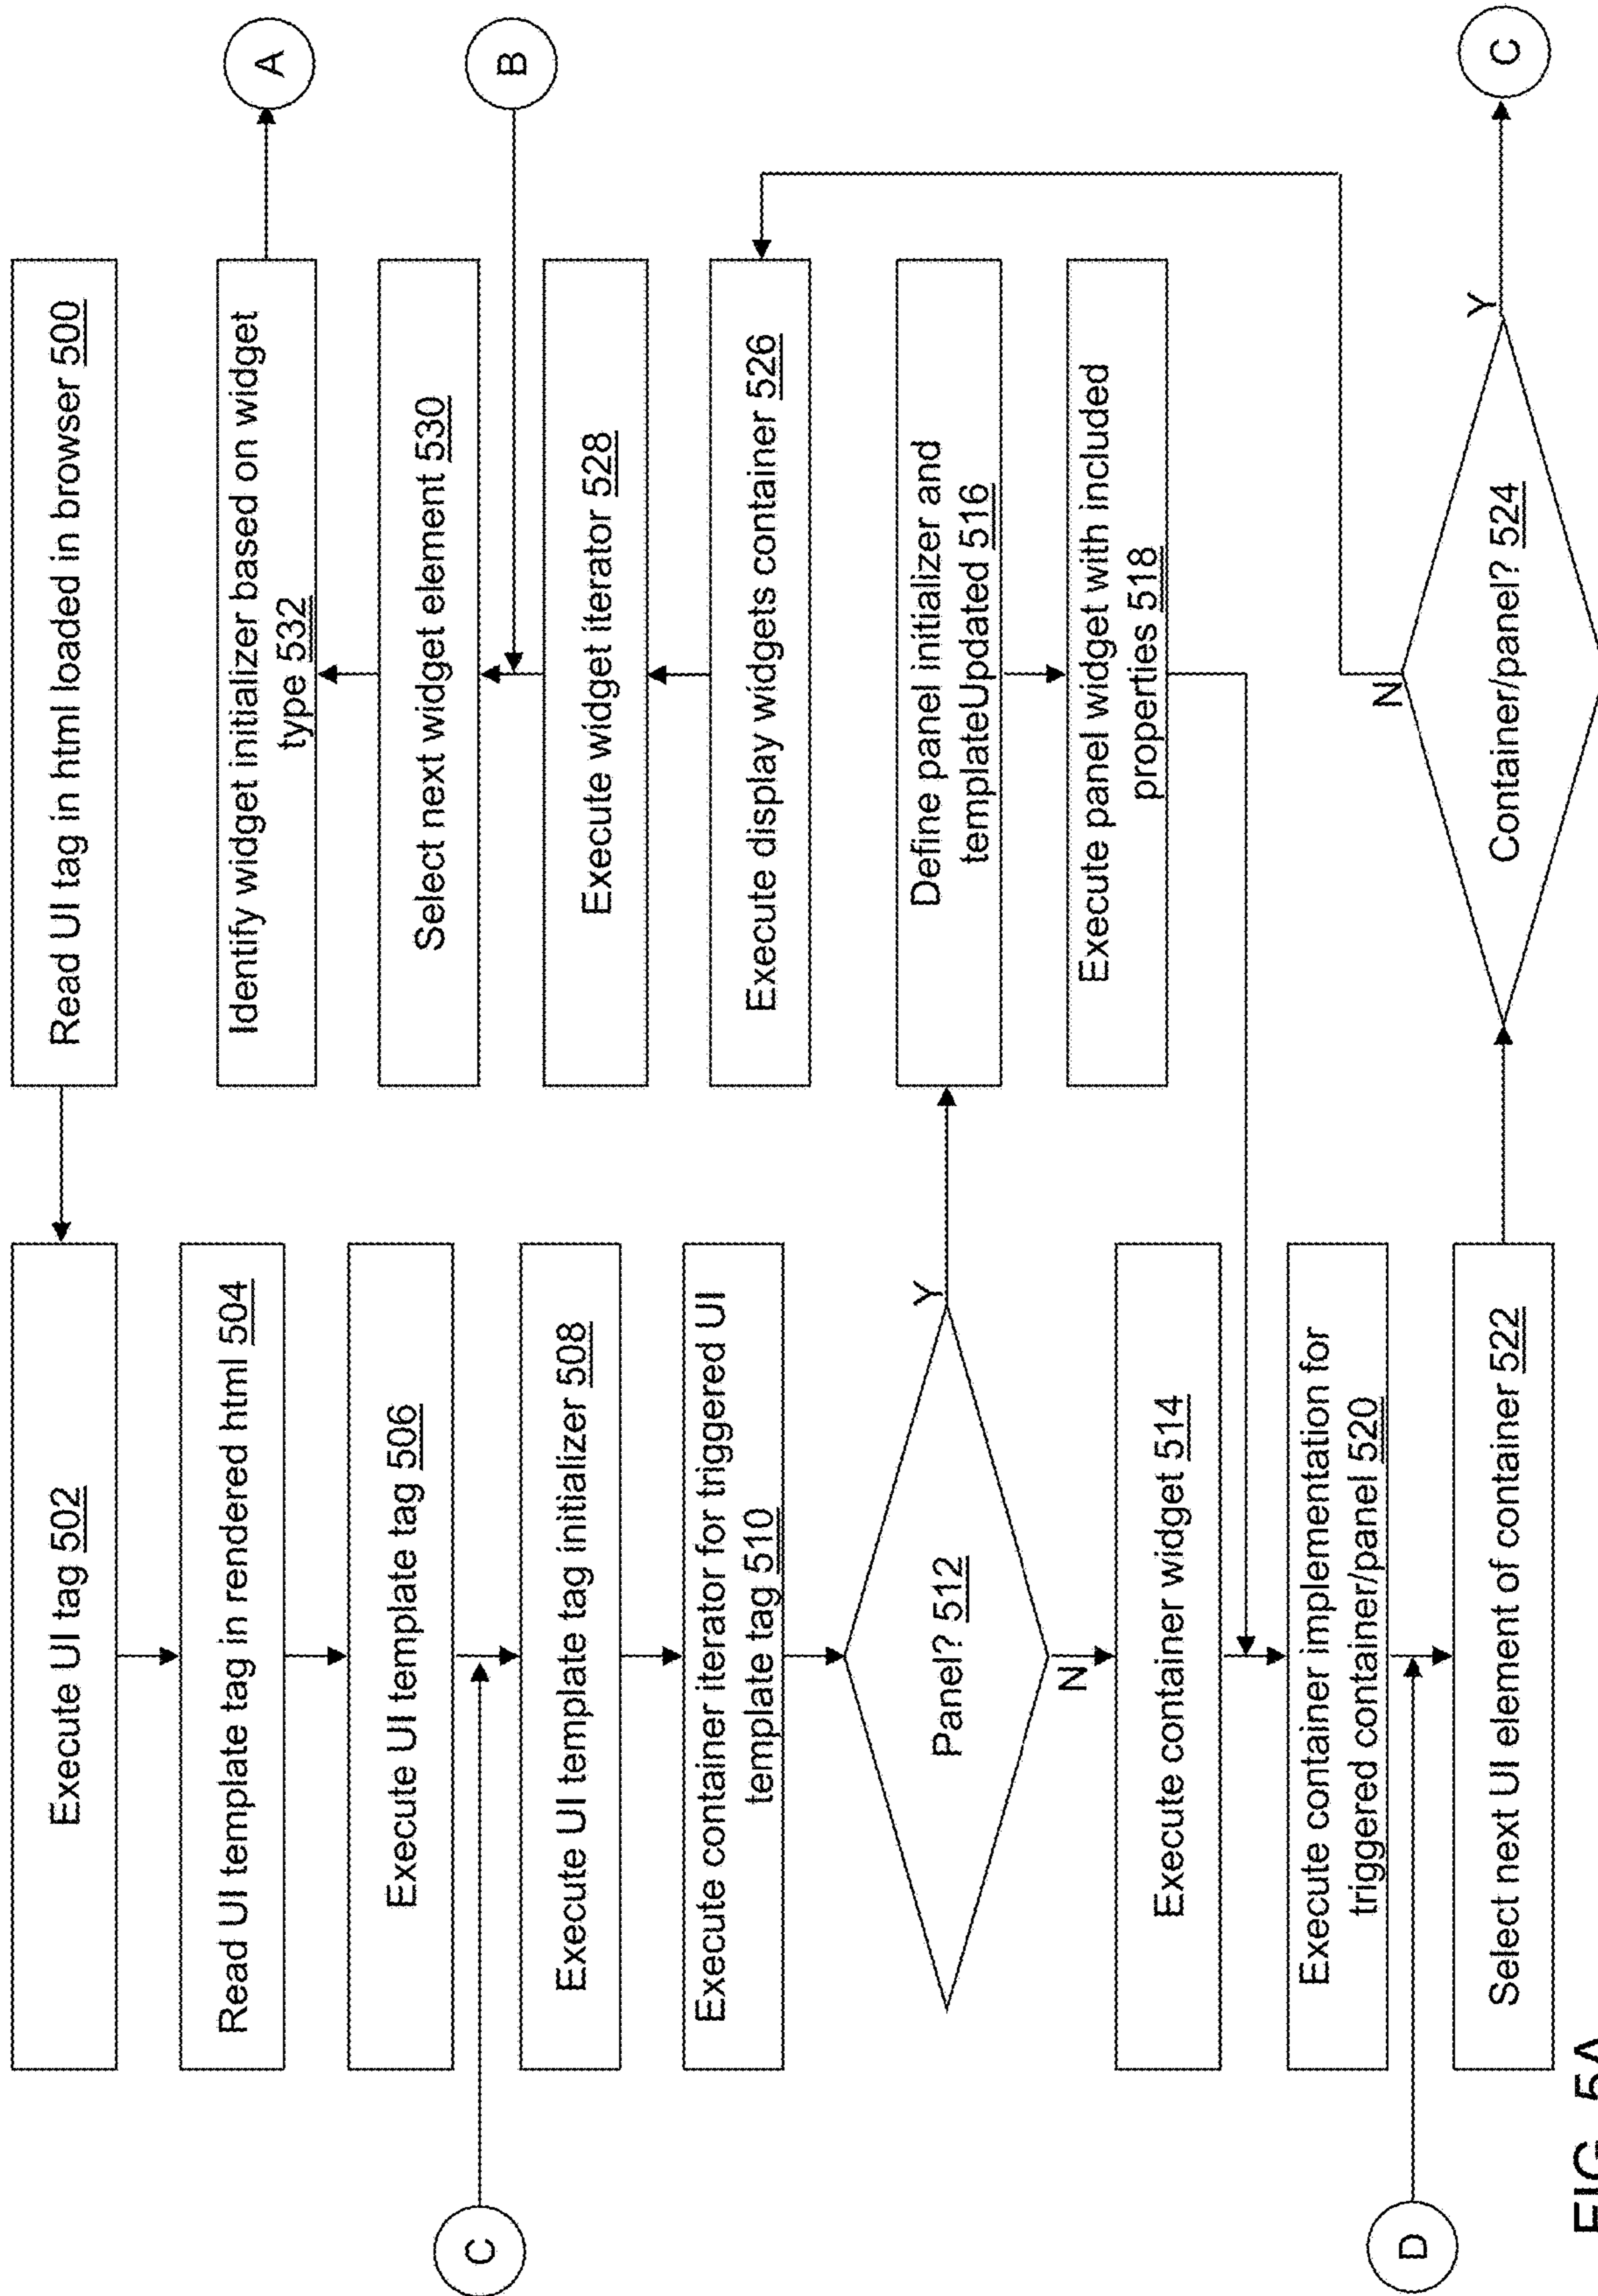 Execute UI tag 502
Read UI tag in html loaded in browser 500
Read UI template tag in rendered html 504
Identify widget initializer based on widget
type 532
A
Execute UI template tag 506
Select next widget element 530
C
B
Execute UI template tag initializer 508
Execute widget iterator 528
Execute container iterator for triggered UI
template tag 510
Execute display widgets container 526
Panel? 512
Y
N
Define panel initializer and
templateUpdated 516
Execute panel widget with included
properties 518
Execute container widget 514
Execute container implementation for
triggered container/panel 520
D
Select next UI element of container 522
N
Container/panel? 524
Y
C
FIG. 5A